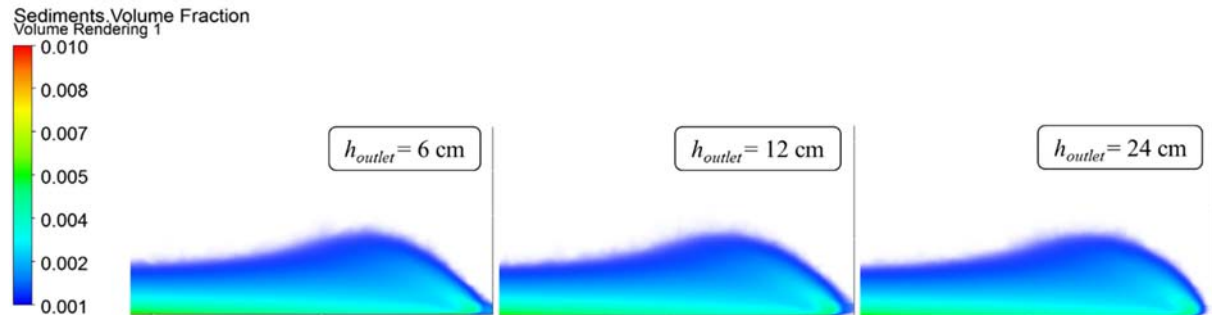 Sediments.Volume Fraction
Volume Rendering 1
0.010
0.008
0.007
0.005
0.004
0.002
0.001
h_outlet = 6 cm
h_outlet = 12 cm
h_outlet = 24 cm